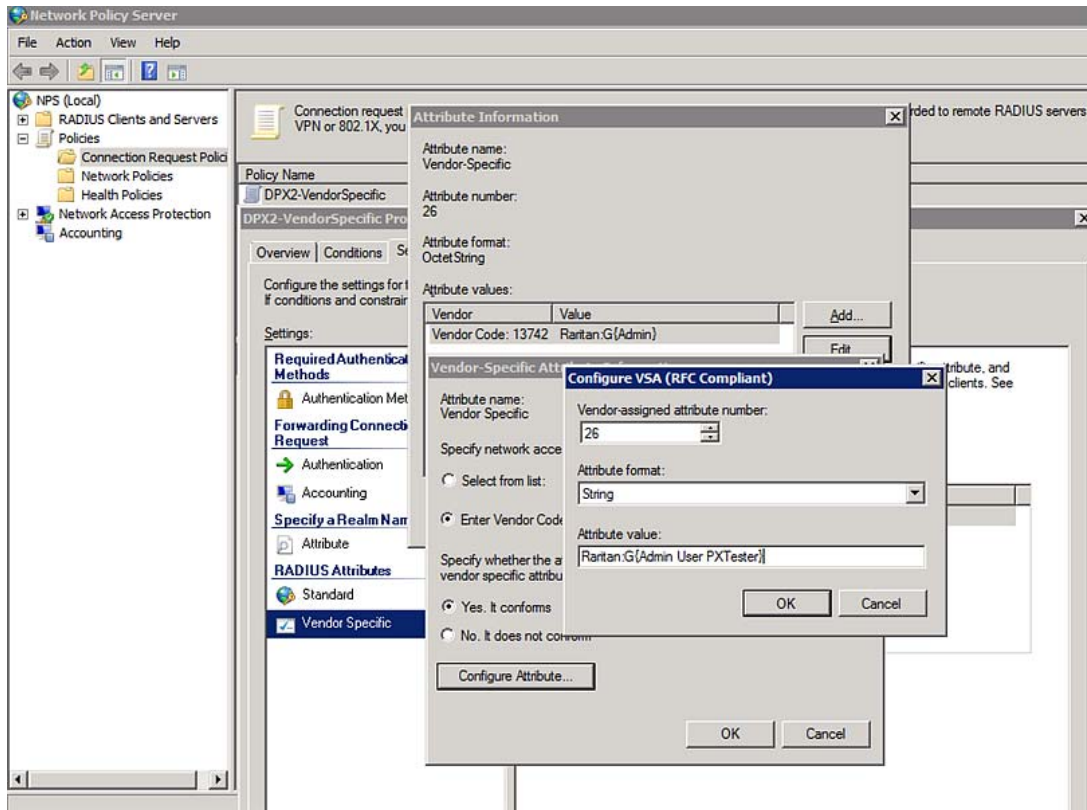 Network Policy Server
File Action View Help
NPS (Local)
RADIUS Clients and Servers
Policies
Connection Request Polici
Network Policies
Health Policies
Network Access Protection
Accounting
Connection request
VPN or 802.1X, you
rded to remote RADIUS servers
Policy Name
DPX2-VendorSpecific
DPX2-VendorSpecific Pro
Overview Conditions Se
Configure the settings for t
If conditions and constrair
Settings:
Required Authenticat
Methods
Authentication Met
Forwarding Connecti
Request
Authentication
Accounting
Specify a Realm Nam
Attribute
RADIUS Attributes
Standard
Vendor Specific
Attribute Information
Attribute name:
Vendor-Specific
Attribute number:
26
Attribute format:
OctetString
Attribute values:
Vendor Value
Vendor Code: 13742 Raritan:G{Admin}
Add...
Edit
tribute, and
clients. See
Vendor-Specific Att
Attribute name:
Vendor Specific
Specify network acce
Select from list:
Enter Vendor Code
Specify whether the a
vendor specific attribu
Yes. It conforms
No. It does not conform
Configure Attribute...
OK Cancel
Configure VSA (RFC Compliant)
Vendor-assigned attribute number:
26
Attribute format:
String
Attribute value:
Raritan:G{Admin User PXTester}
OK Cancel